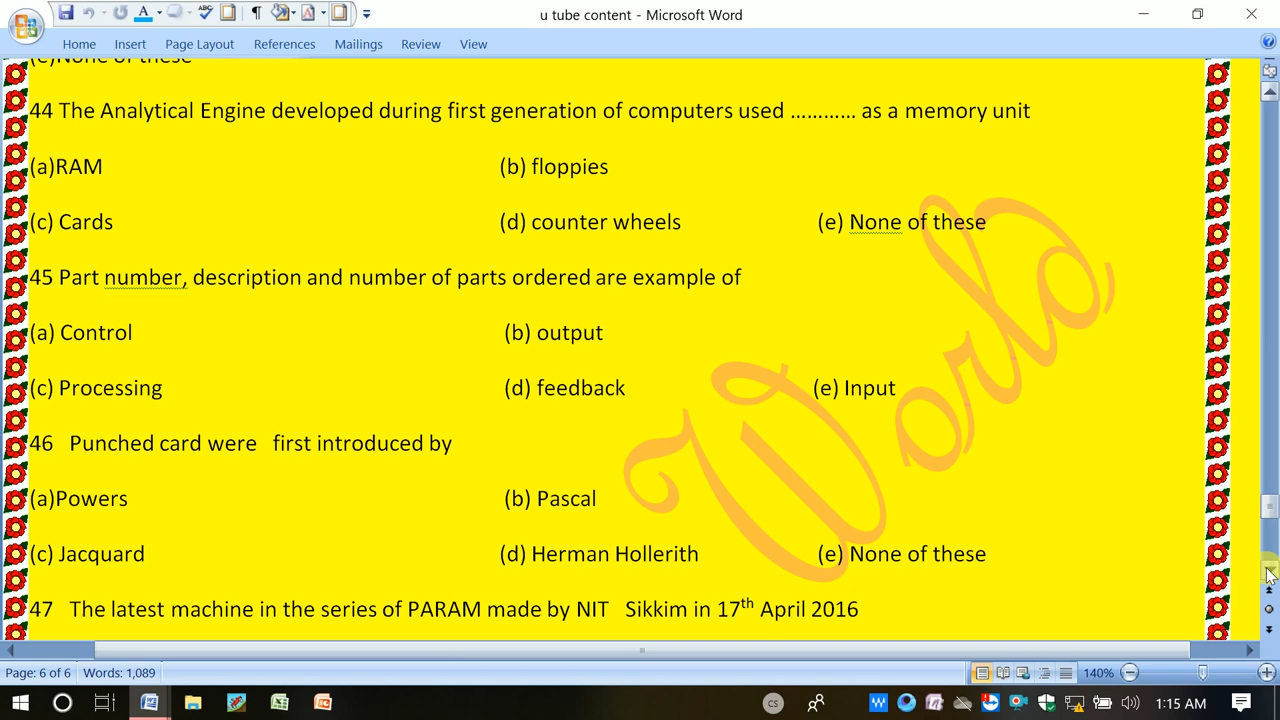 u tube content - Microsoft Word
Home Insert Page Layout References Mailings Review View
(e)None of these
44 The Analytical Engine developed during first generation of computers used ………… as a memory unit
(a)RAM (b) floppies
(c) Cards (d) counter wheels (e) None of these
45 Part number, description and number of parts ordered are example of
(a) Control (b) output
(c) Processing (d) feedback (e) Input
46 Punched card were first introduced by
(a)Powers (b) Pascal
(c) Jacquard (d) Herman Hollerith (e) None of these
47 The latest machine in the series of PARAM made by NIT Sikkim in 17th April 2016
World
Page: 6 of 6 Words: 1,089 140%
CS 1:15 AM